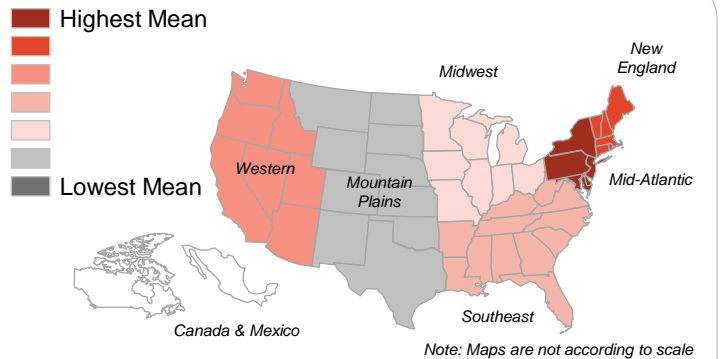 Highest Mean
New
England
Midwest
Western
Mountain
Plains
Mid-Atlantic
Lowest Mean
Southeast
Canada & Mexico
Note: Maps are not according to scale